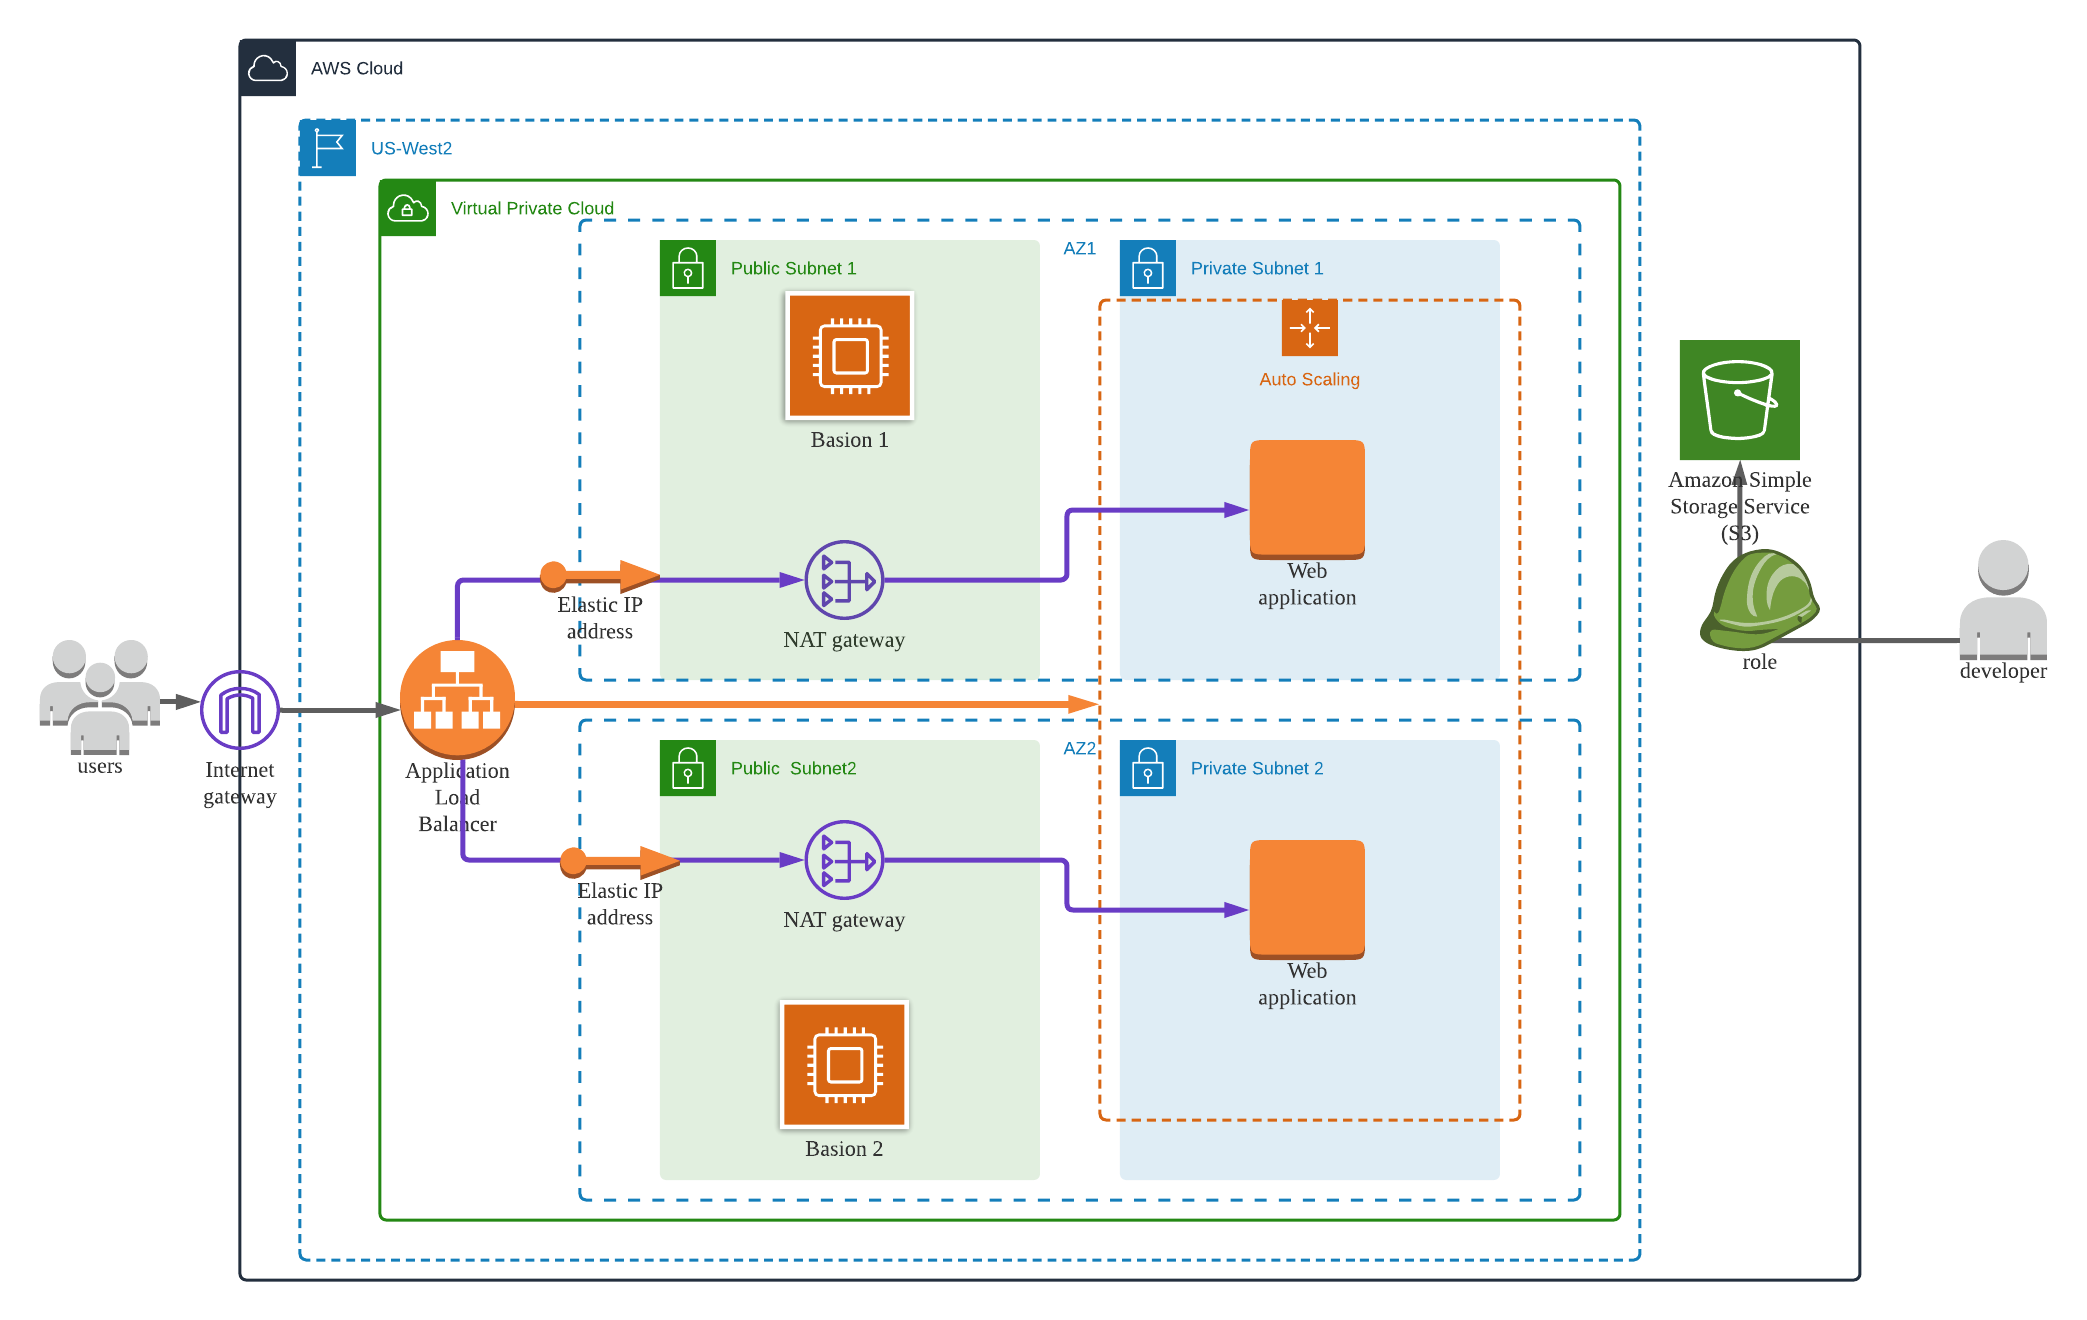 AWS Cloud
US-West2
Virtual Private Cloud
AZ1
Public Subnet 1
Private Subnet 1
Auto Scaling
Basion 1
Web
application
Elastic IP
address
NAT gateway
Amazon Simple
Storage Service
(S3)
role
developer
users
Internet
gateway
Application
Load
Balancer
AZ2
Public  Subnet2
Private Subnet 2
Elastic IP
address
NAT gateway
Web
application
Basion 2